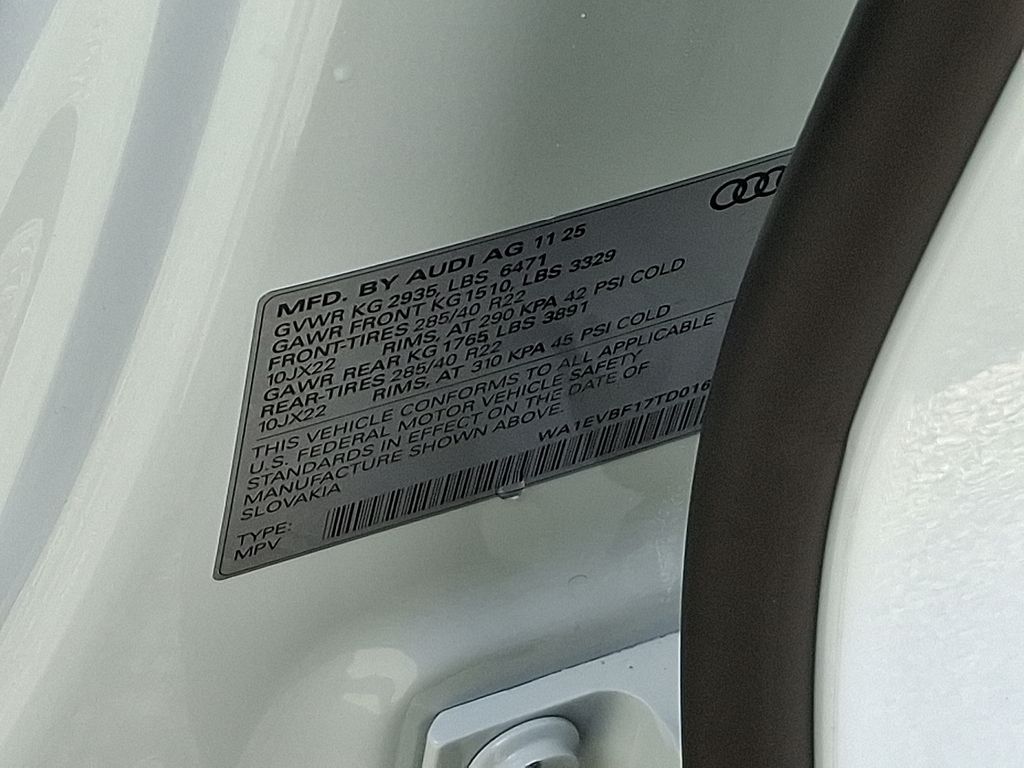 MFD. BY AUDI AG 11 25
GVWR KG 2935, LBS 6471
GAWR FRONT KG 1510, LBS 3329
FRONT-TIRES 285/40 R22
10JX22 RIMS, AT 290 KPA 42 PSI COLD
GAWR REAR KG 1765 LBS 3891
REAR-TIRES 285/40 R22
10JX22 RIMS, AT 310 KPA 45 PSI COLD
THIS VEHICLE CONFORMS TO ALL APPLICABLE
U.S. FEDERAL MOTOR VEHICLE SAFETY
STANDARDS IN EFFECT ON THE DATE OF
MANUFACTURE SHOWN ABOVE.
SLOVAKIA
WA1EVBF17TD016
TYPE:
MPV